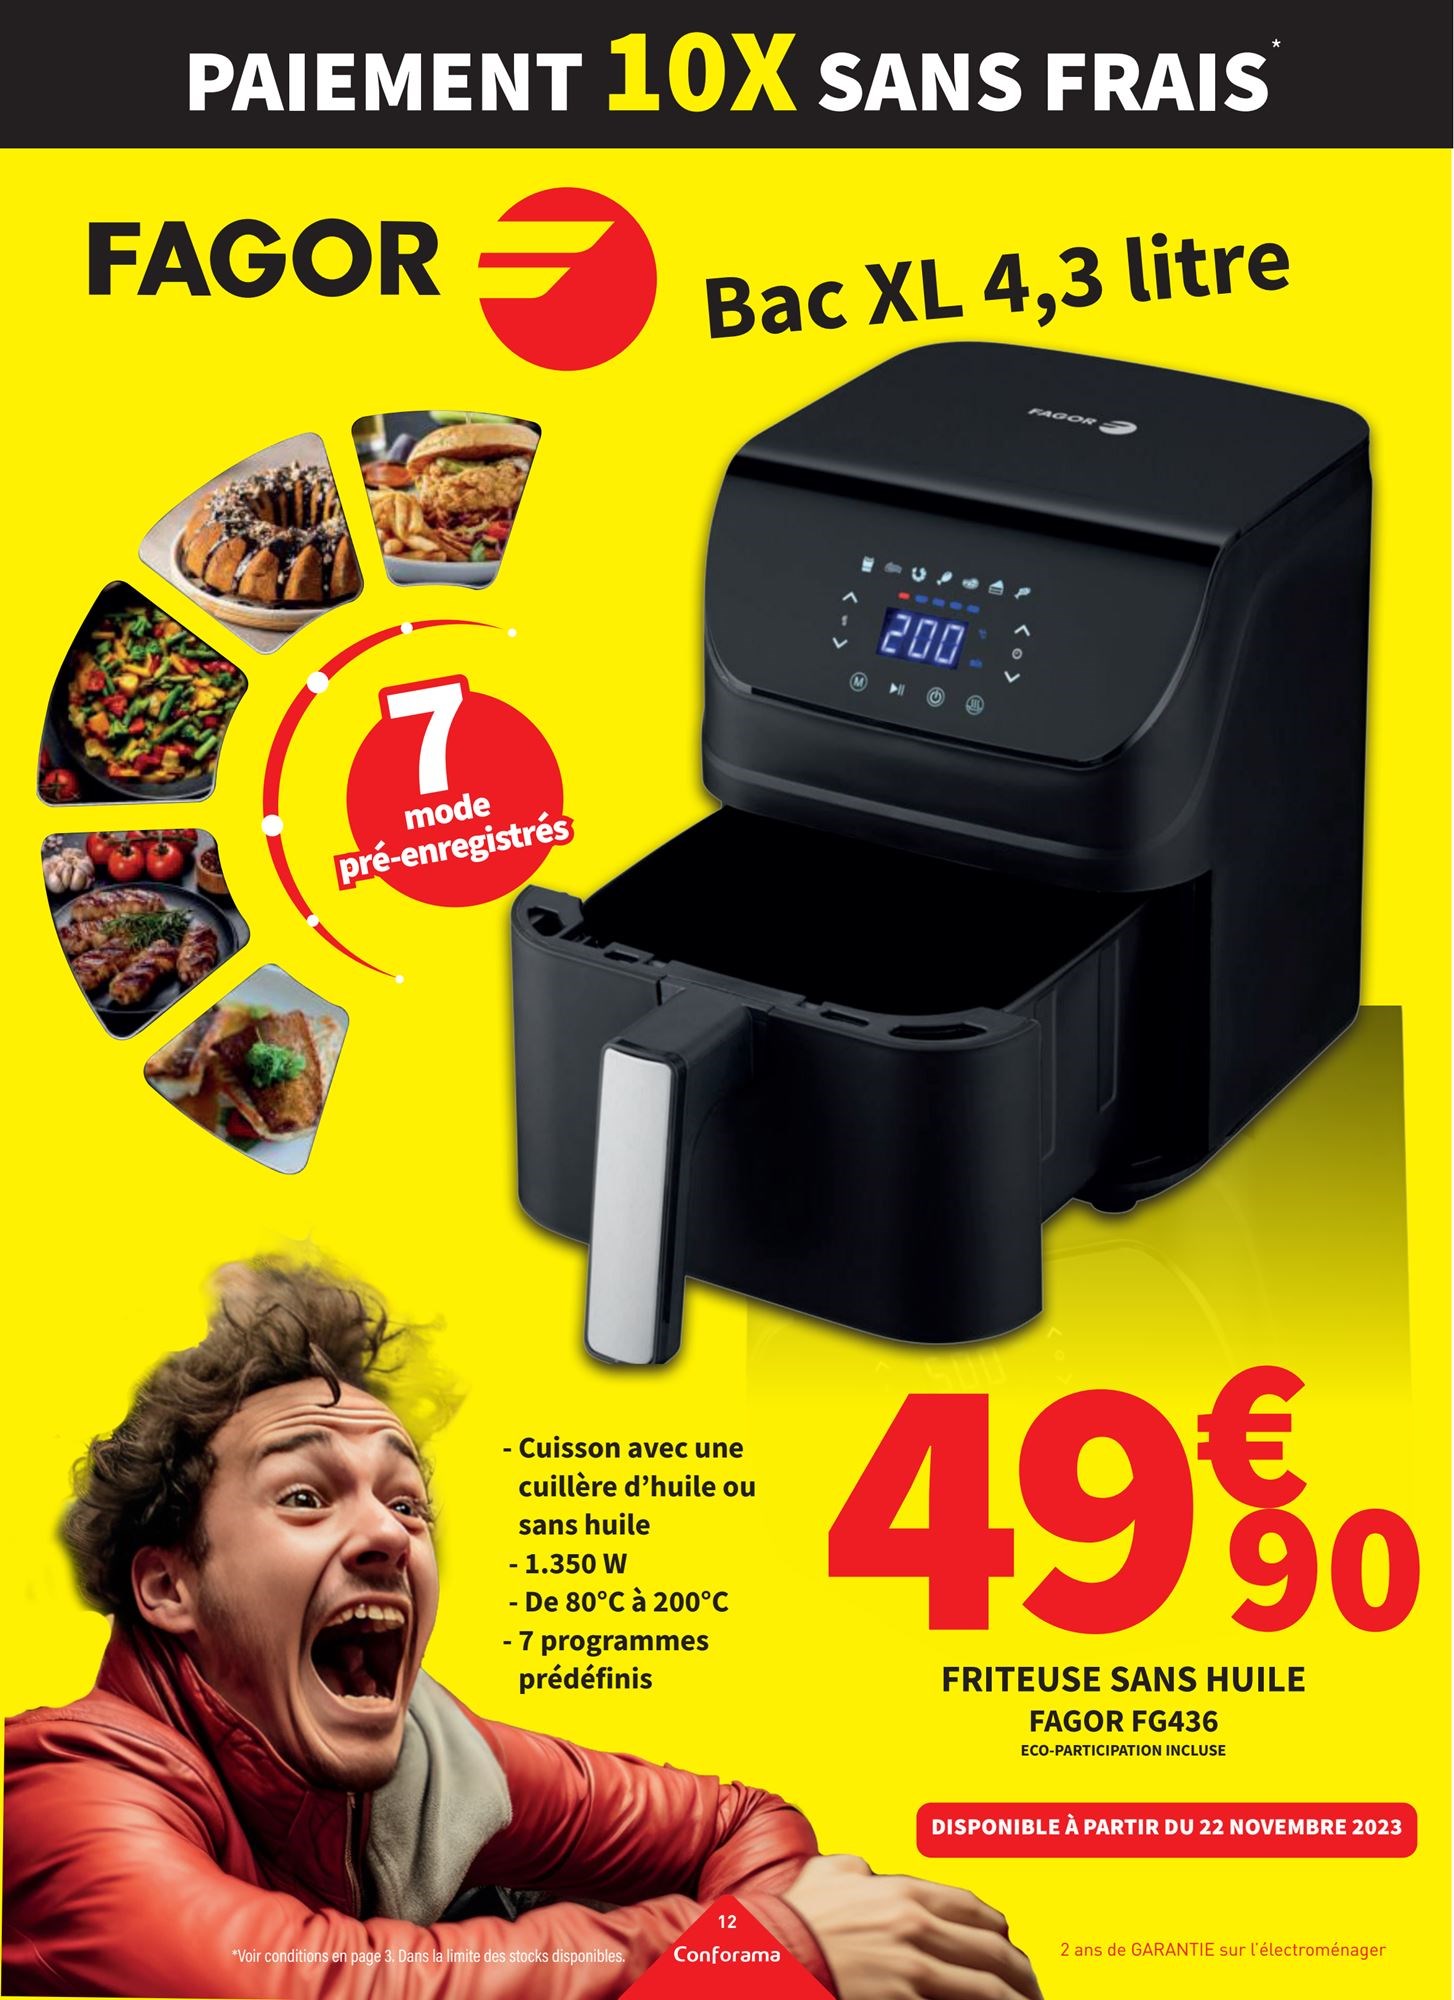 PAIEMENT 10X SANS FRAIS*
FAGOR
Bac XL 4,3 litre
FAGOR
200
M
7
mode
pré-enregistrés
- Cuisson avec une
cuillère d'huile ou
sans huile
- 1.350 W
- De 80°C à 200°C
- 7 programmes
prédéfinis
49€90
FRITEUSE SANS HUILE
FAGOR FG436
ECO-PARTICIPATION INCLUSE
DISPONIBLE À PARTIR DU 22 NOVEMBRE 2023
12
Conforama
*Voir conditions en page 3. Dans la limite des stocks disponibles.
2 ans de GARANTIE sur l'électroménager